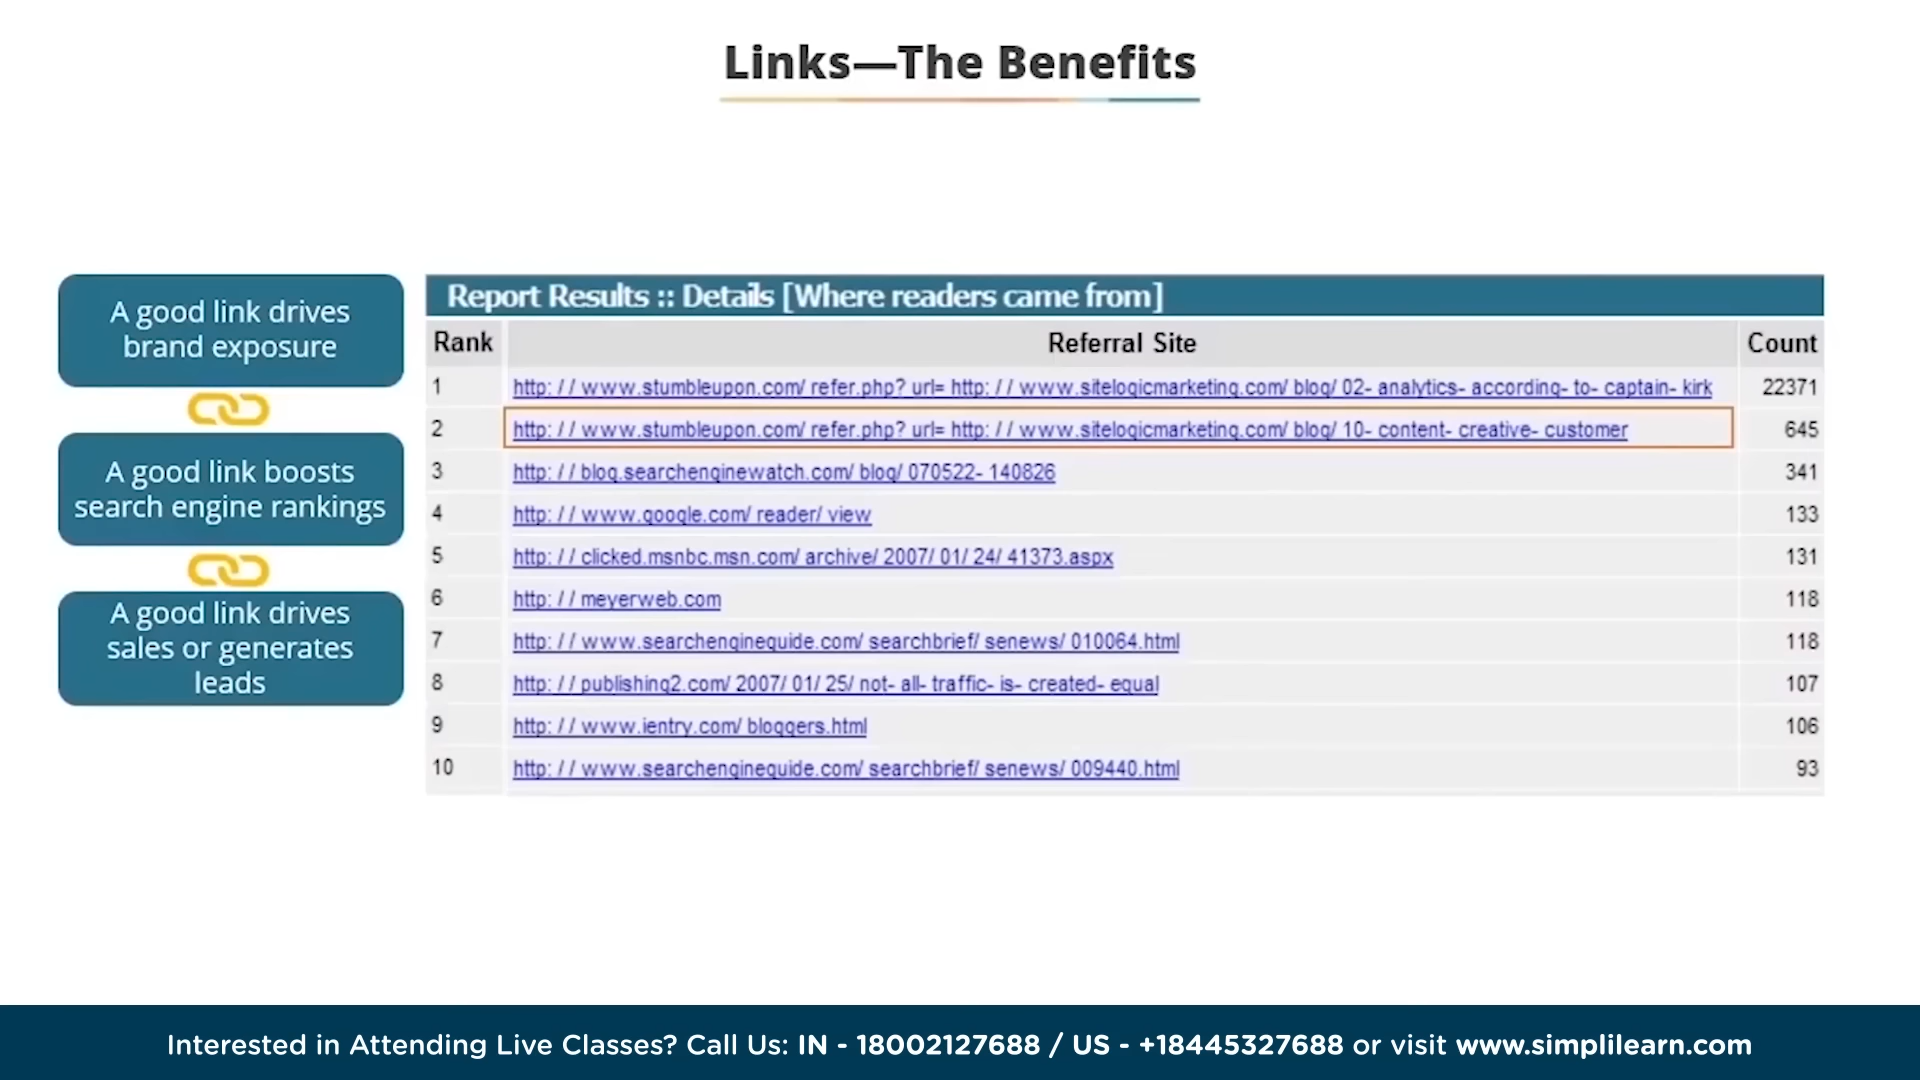 Links—The Benefits
A good link drives
brand exposure
A good link boosts
search engine rankings
A good link drives
sales or generates
leads
Report Results :: Details [Where readers came from]
Rank Referral Site Count
1 http: / / www.stumbleupon.com/ refer.php? url= http: / / www.sitelogicmarketing.com/ blog/ 02- analytics- according- to- captain- kirk 22371
2 http: / / www.stumbleupon.com/ refer.php? url= http: / / www.sitelogicmarketing.com/ blog/ 10- content- creative- customer 645
3 http: / / blog.searchenginewatch.com/ blog/ 070522- 140826 341
4 http: / / www.google.com/ reader/ view 133
5 http: / / clicked.msnbc.msn.com/ archive/ 2007/ 01/ 24/ 41373.aspx 131
6 http: / / meyerweb.com 118
7 http: / / www.searchengineguide.com/ searchbrief/ senews/ 010064.html 118
8 http: / / publishing2.com/ 2007/ 01/ 25/ not- all- traffic- is- created- equal 107
9 http: / / www.ientry.com/ bloggers.html 106
10 http: / / www.searchengineguide.com/ searchbrief/ senews/ 009440.html 93
Interested in Attending Live Classes? Call Us: IN - 18002127688 / US - +18445327688 or visit www.simplilearn.com